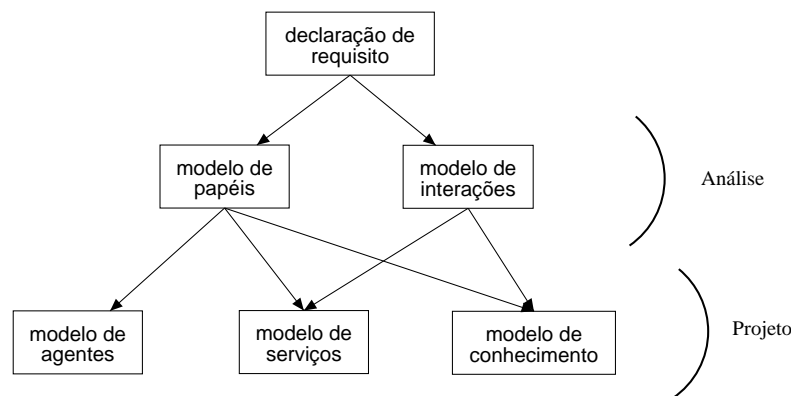 declaração de
requisito
modelo de
papéis
modelo de
interações
Análise
modelo de
agentes
modelo de
serviços
modelo de
conhecimento
Projeto